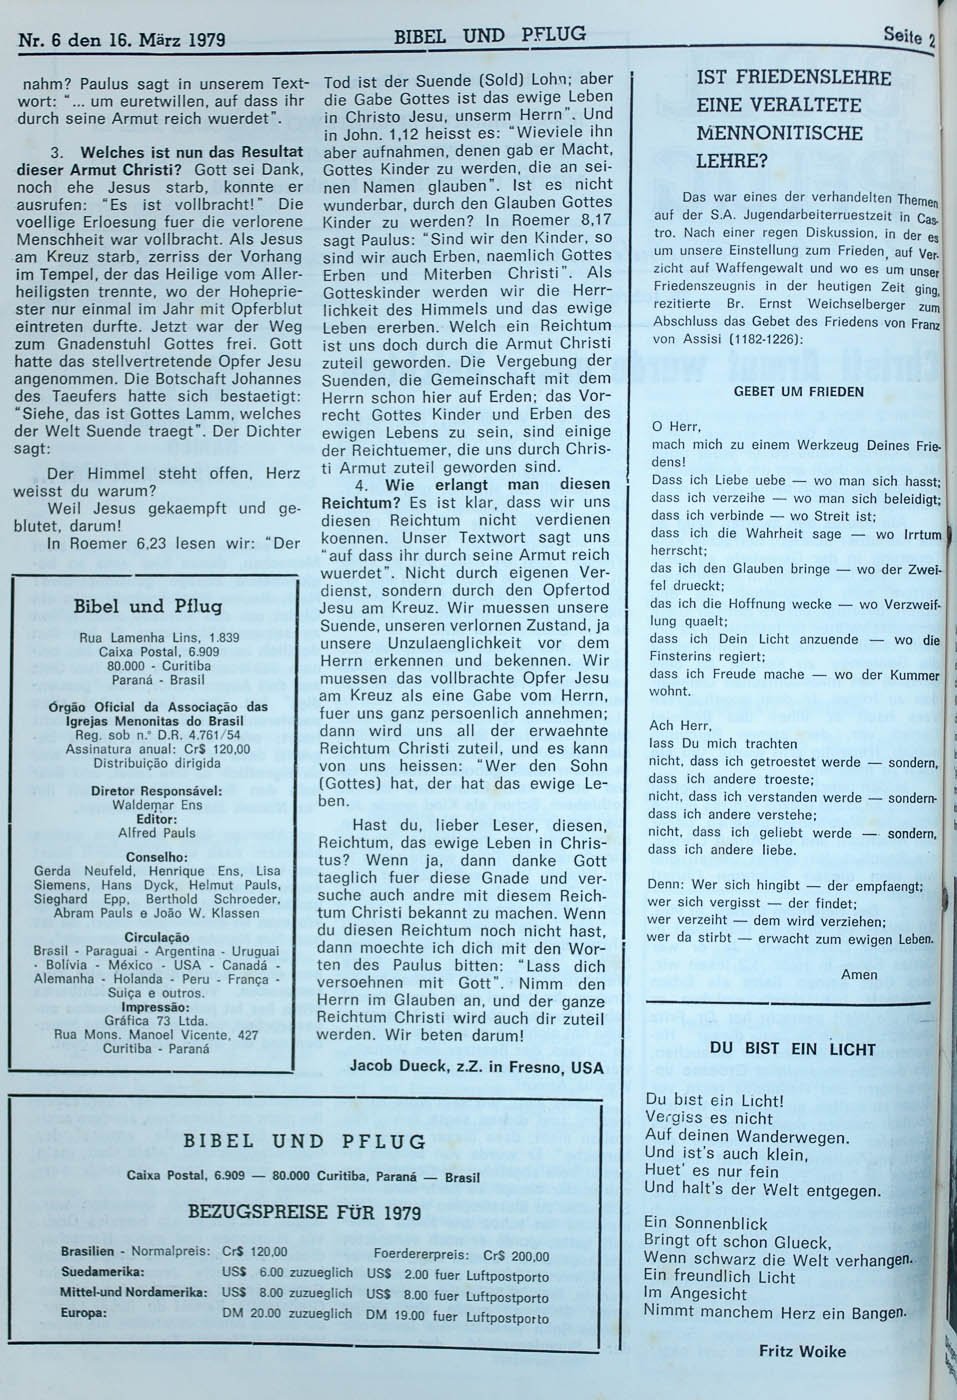 Nr. 6 den 16. März 1979
BIBEL UND PFLUG
Seite 2
nahm? Paulus sagt in unserem Text-
wort: "... um euretwillen, auf dass ihr
durch seine Armut reich wuerdet".
3. Welches ist nun das Resultat
dieser Armut Christi? Gott sei Dank,
noch ehe Jesus starb, konnte er
ausrufen: "Es ist vollbracht!" Die
voellige Erloesung fuer die verlorene
Menschheit war vollbracht. Als Jesus
am Kreuz starb, zerriss der Vorhang
im Tempel, der das Heilige vom Aller-
heiligsten trennte, wo der Hoheprie-
ster nur einmal im Jahr mit Opferblut
eintreten durfte. Jetzt war der Weg
zum Gnadenstuhl Gottes frei. Gott
hatte das stellvertretende Opfer Jesu
angenommen. Die Botschaft Johannes
des Taeufers hatte sich bestaetigt:
"Siehe, das ist Gottes Lamm, welches
der Welt Suende traegt". Der Dichter
sagt:
Der Himmel steht offen, Herz
weisst du warum?
Weil Jesus gekaempft und ge-
blutet, darum!
In Roemer 6,23 lesen wir: "Der
Bibel und Pflug
Rua Lamenha Lins, 1.839
Caixa Postal, 6.909
80.000 - Curitiba
Paraná - Brasil
Órgão Oficial da Associação das
Igrejas Menonitas do Brasil
Reg. sob n.° D.R. 4.761/54
Assinatura anual: Cr$ 120,00
Distribuição dirigida
Diretor Responsável:
Waldemar Ens
Editor:
Alfred Pauls
Conselho:
Gerda Neufeld, Henrique Ens, Lisa
Siemens, Hans Dyck, Helmut Pauls,
Sieghard Epp, Berthold Schroeder,
Abram Pauls e João W. Klassen
Circulação
Brasil - Paraguai - Argentina - Uruguai
- Bolívia - México - USA - Canadá -
Alemanha - Holanda - Peru - França -
Suiça e outros.
Impressão:
Gráfica 73 Ltda.
Rua Mons. Manoel Vicente, 427
Curitiba - Paraná
Tod ist der Suende (Sold) Lohn; aber
die Gabe Gottes ist das ewige Leben
in Christo Jesu, unserm Herrn". Und
in John. 1,12 heisst es: "Wieviele ihn
aber aufnahmen, denen gab er Macht,
Gottes Kinder zu werden, die an sei-
nen Namen glauben". Ist es nicht
wunderbar, durch den Glauben Gottes
Kinder zu werden? In Roemer 8,17
sagt Paulus: "Sind wir den Kinder, so
sind wir auch Erben, naemlich Gottes
Erben und Miterben Christi". Als
Gotteskinder werden wir die Herr-
lichkeit des Himmels und das ewige
Leben ererben. Welch ein Reichtum
ist uns doch durch die Armut Christi
zuteil geworden. Die Vergebung der
Suenden, die Gemeinschaft mit dem
Herrn schon hier auf Erden; das Vor-
recht Gottes Kinder und Erben des
ewigen Lebens zu sein, sind einige
der Reichtuemer, die uns durch Chris-
ti Armut zuteil geworden sind.
4. Wie erlangt man diesen
Reichtum? Es ist klar, dass wir uns
diesen Reichtum nicht verdienen
koennen. Unser Textwort sagt uns
"auf dass ihr durch seine Armut reich
wuerdet". Nicht durch eigenen Ver-
dienst, sondern durch den Opfertod
Jesu am Kreuz. Wir muessen unsere
Suende, unseren verlornen Zustand, ja
unsere Unzulaenglichkeit vor dem
Herrn erkennen und bekennen. Wir
muessen das vollbrachte Opfer Jesu
am Kreuz als eine Gabe vom Herrn,
fuer uns ganz persoenlich annehmen;
dann wird uns all der erwaehnte
Reichtum Christi zuteil, und es kann
von uns heissen: "Wer den Sohn
(Gottes) hat, der hat das ewige Le-
ben.
Hast du, lieber Leser, diesen,
Reichtum, das ewige Leben in Chris-
tus? Wenn ja, dann danke Gott
taeglich fuer diese Gnade und ver-
suche auch andre mit diesem Reich-
tum Christi bekannt zu machen. Wenn
du diesen Reichtum noch nicht hast,
dann moechte ich dich mit den Wor-
ten des Paulus bitten: "Lass dich
versoehnen mit Gott". Nimm den
Herrn im Glauben an, und der ganze
Reichtum Christi wird auch dir zuteil
werden. Wir beten darum!
Jacob Dueck, z.Z. in Fresno, USA
BIBEL UND PFLUG
Caixa Postal, 6.909 — 80.000 Curitiba, Paraná — Brasil
BEZUGSPREISE FÜR 1979
Brasilien - Normalpreis: Cr$ 120,00 Foerdererpreis: Cr$ 200,00
Suedamerika: US$ 6.00 zuzueglich US$ 2.00 fuer Luftpostporto
Mittel-und Nordamerika: US$ 8.00 zuzueglich US$ 8.00 fuer Luftpostporto
Europa: DM 20.00 zuzueglich DM 19.00 fuer Luftpostporto
IST FRIEDENSLEHRE
EINE VERALTETE
MENNONITISCHE
LEHRE?
Das war eines der verhandelten Themen
auf der S.A. Jugendarbeiterruestzeit in Cas-
tro. Nach einer regen Diskussion, in der es
um unsere Einstellung zum Frieden, auf Ver-
zicht auf Waffengewalt und wo es um unser
Friedenszeugnis in der heutigen Zeit ging,
rezitierte Br. Ernst Weichselberger zum
Abschluss das Gebet des Friedens von Franz
von Assisi (1182-1226):
GEBET UM FRIEDEN
O Herr,
mach mich zu einem Werkzeug Deines Frie-
dens!
Dass ich Liebe uebe — wo man sich hasst;
dass ich verzeihe — wo man sich beleidigt;
dass ich verbinde — wo Streit ist;
dass ich die Wahrheit sage — wo Irrtum
herrscht;
das ich den Glauben bringe — wo der Zwei-
fel drueckt;
das ich die Hoffnung wecke — wo Verzweif-
lung quaelt;
dass ich Dein Licht anzuende — wo die
Finsterins regiert;
dass ich Freude mache — wo der Kummer
wohnt.
Ach Herr,
lass Du mich trachten
nicht, dass ich getroestet werde — sondern,
dass ich andere troeste;
nicht, dass ich verstanden werde — sondern-
dass ich andere verstehe;
nicht, dass ich geliebt werde — sondern,
dass ich andere liebe.
Denn: Wer sich hingibt — der empfaengt;
wer sich vergisst — der findet;
wer verzeiht — dem wird verziehen;
wer da stirbt — erwacht zum ewigen Leben.
Amen
DU BIST EIN LICHT
Du bist ein Licht!
Vergiss es nicht
Auf deinen Wanderwegen.
Und ist's auch klein,
Huet' es nur fein
Und halt's der Welt entgegen.
Ein Sonnenblick
Bringt oft schon Glueck,
Wenn schwarz die Welt verhangen.
Ein freundlich Licht
Im Angesicht
Nimmt manchem Herz ein Bangen.
Fritz Woike